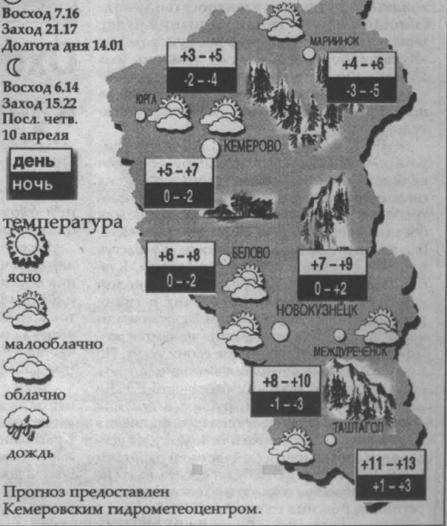 Восход 7.16
Заход 21.17
Долгота дня 14.01
Восход 6.14
Заход 15.22
Посл. четв.
10 апреля
день
ночь
температура
ясно
малооблачно
облачно
дождь
МАРИИНСК
+3 – +5
-2 – -4
+4 – +6
-3 – -5
ЮРГА
КЕМЕРОВО
+5 – +7
0 – -2
+6 – +8
0 – -2
БЕЛОВО
+7 – +9
0 – +2
НОВОКУЗНЕЦК
МЕЖДУРЕЧЕНСК
+8 – +10
-1 – -3
ТАШТАГОЛ
+11 – +13
+1 – +3
Прогноз предоставлен
Кемеровским гидрометеоцентром.